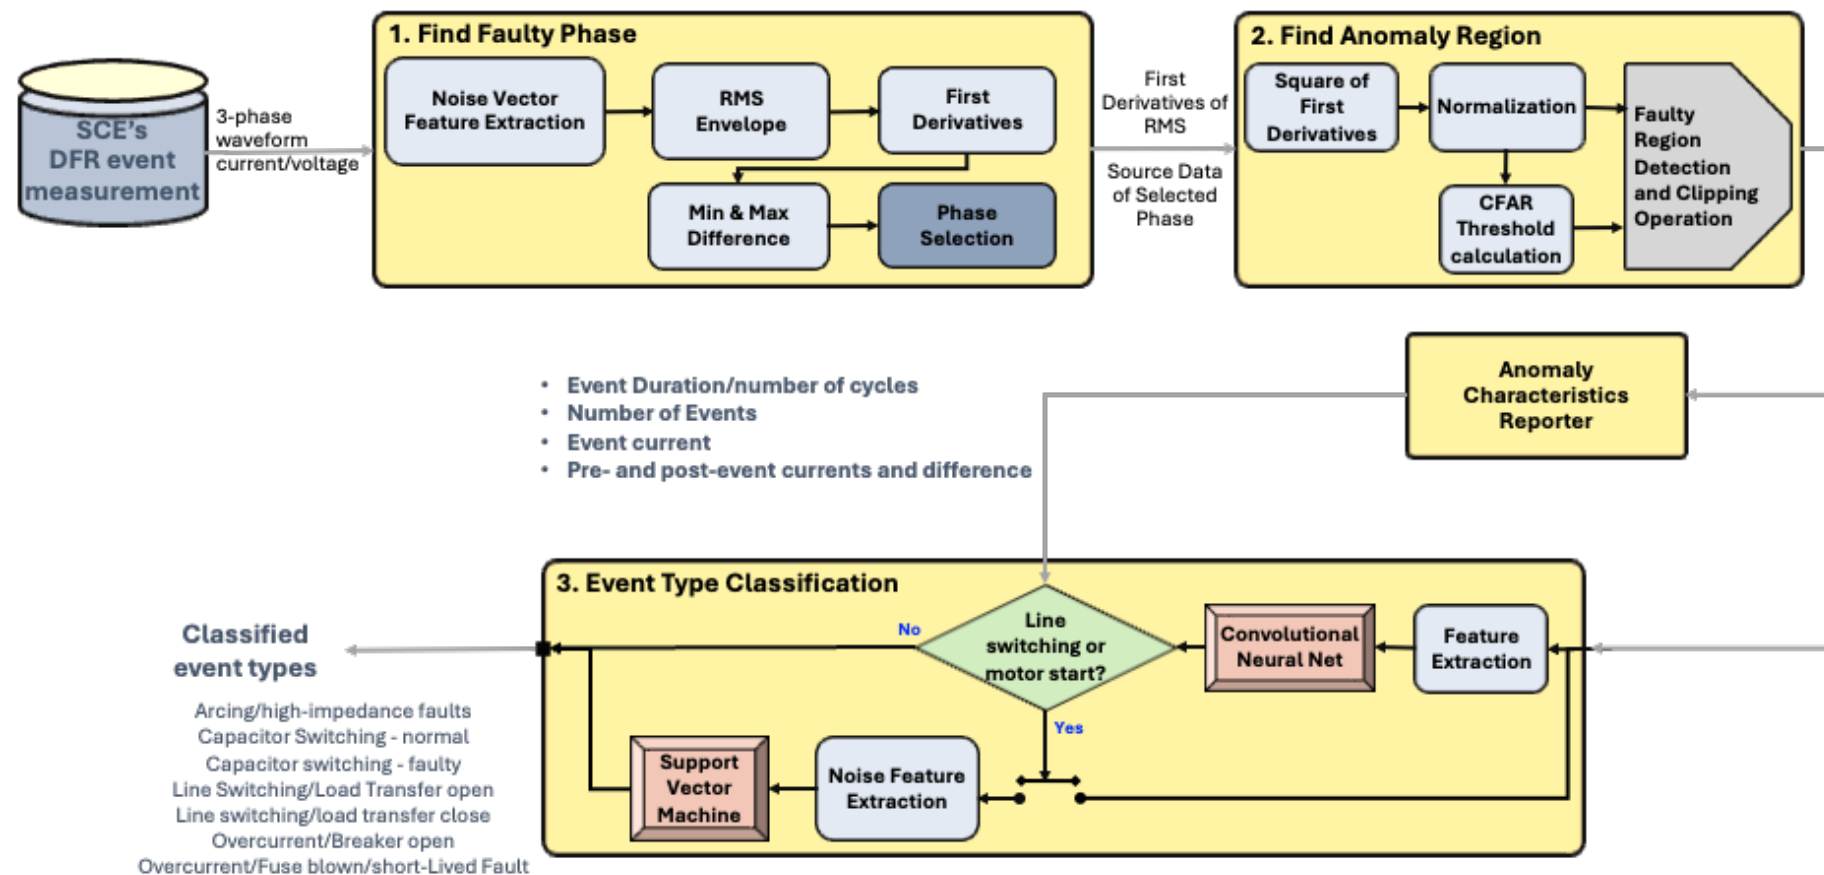 1. Find Faulty Phase
2. Find Anomaly Region
SCE's
DFR event
measurement
3-phase
waveform
current/voltage
Noise Vector
Feature Extraction
RMS
Envelope
First
Derivatives
Min & Max
Difference
Phase
Selection
First
Derivatives of
RMS
Source Data
of Selected
Phase
Square of
First
Derivatives
Normalization
CFAR
Threshold
calculation
Faulty
Region
Detection
and Clipping
Operation
Anomaly
Characteristics
Reporter
• Event Duration/number of cycles
• Number of Events
• Event current
• Pre- and post-event currents and difference
3. Event Type Classification
Feature
Extraction
Convolutional
Neural Net
Line
switching or
motor start?
No
Yes
Noise Feature
Extraction
Support
Vector
Machine
Classified
event types
Arcing/high-impedance faults
Capacitor Switching - normal
Capacitor switching - faulty
Line Switching/Load Transfer open
Line switching/load transfer close
Overcurrent/Breaker open
Overcurrent/Fuse blown/short-Lived Fault